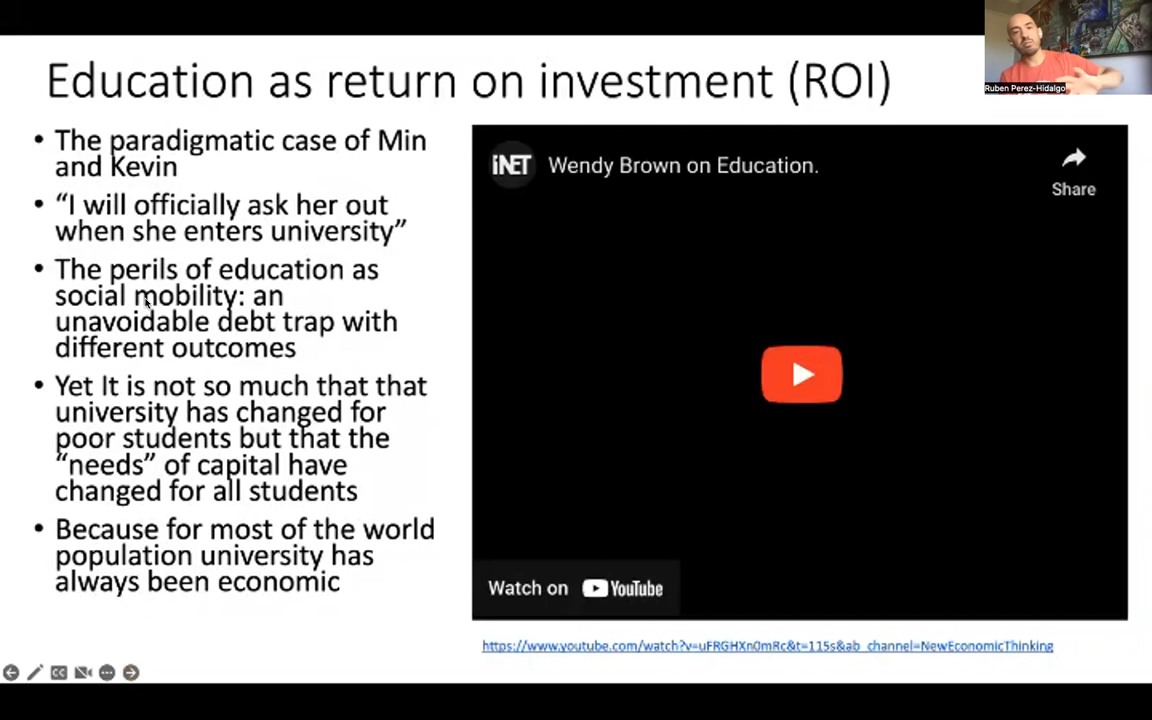 Education as return on investment (ROI)
Ruben Perez-Hidalgo
• The paradigmatic case of Min
and Kevin
• “I will officially ask her out
when she enters university”
• The perils of education as
social mobility: an
unavoidable debt trap with
different outcomes
• Yet It is not so much that that
university has changed for
poor students but that the
“needs” of capital have
changed for all students
• Because for most of the world
population university has
always been economic
iNET
Wendy Brown on Education.
Share
Watch on YouTube
https://www.youtube.com/watch?v=uFRGHXn0mRc&t=115s&ab_channel=NewEconomicThinking
CC